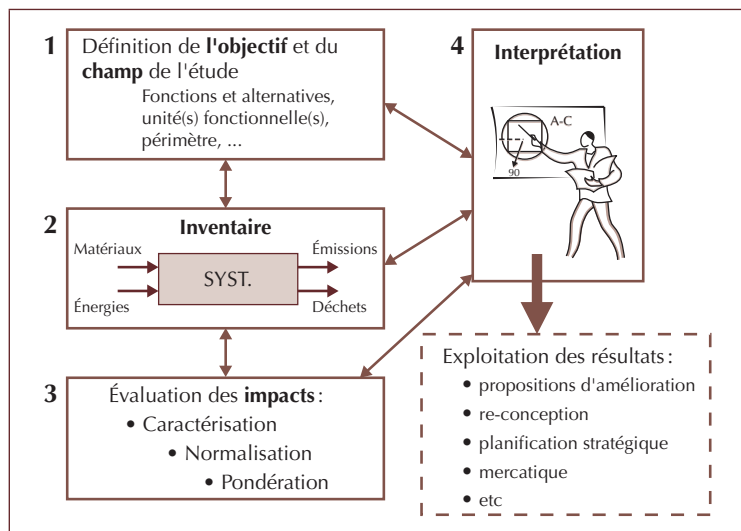 1
Définition de l'objectif et du
champ de l'étude
Fonctions et alternatives,
unité(s) fonctionnelle(s),
périmètre, ...
2
Inventaire
Matériaux
Énergies
SYST.
Émissions
Déchets
3
Évaluation des impacts :
• Caractérisation
• Normalisation
• Pondération
4
Interprétation
A-C
90
Exploitation des résultats :
• propositions d'amélioration
• re-conception
• planification stratégique
• mercatique
• etc